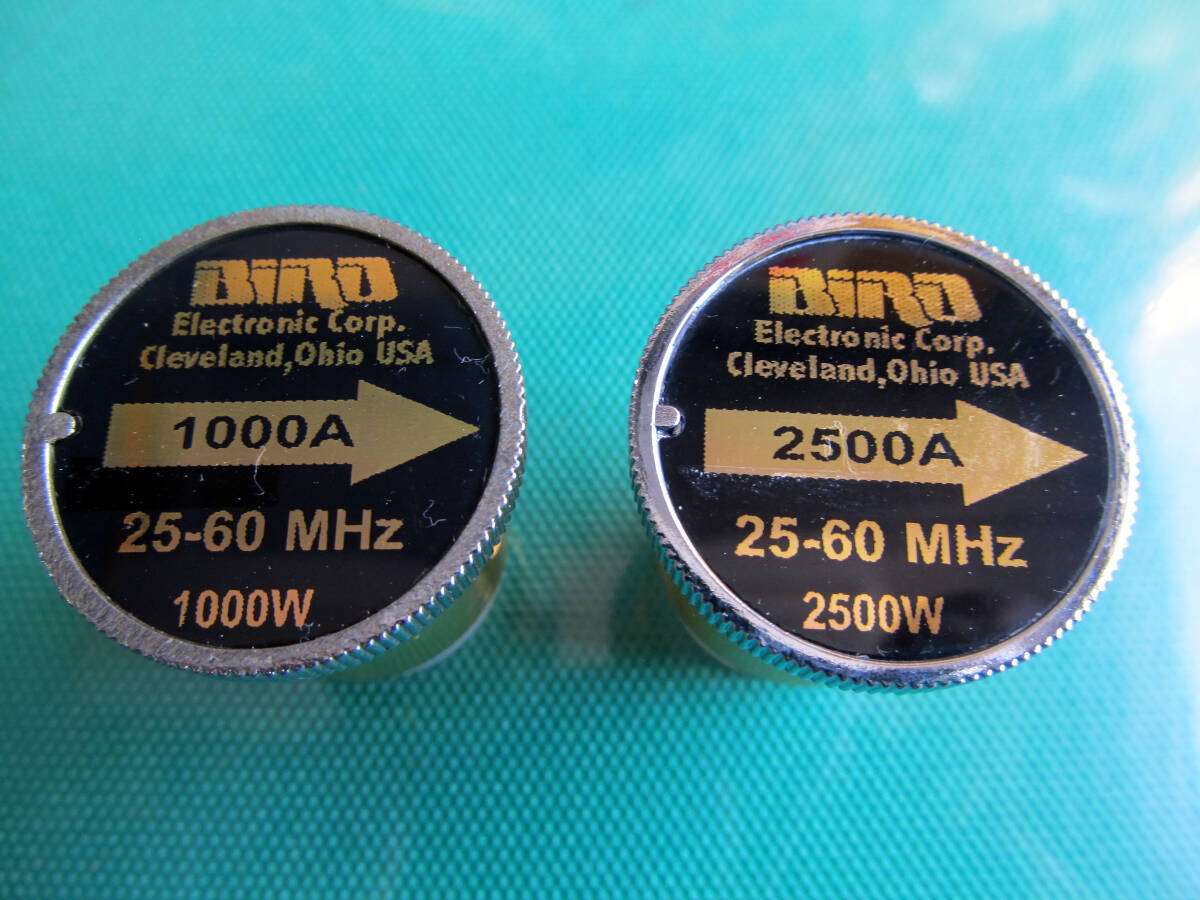 BIRD
Electronic Corp.
Cleveland,Ohio USA
1000A
25-60 MHz
1000W
BIRD
Electronic Corp.
Cleveland,Ohio USA
2500A
25-60 MHz
2500W